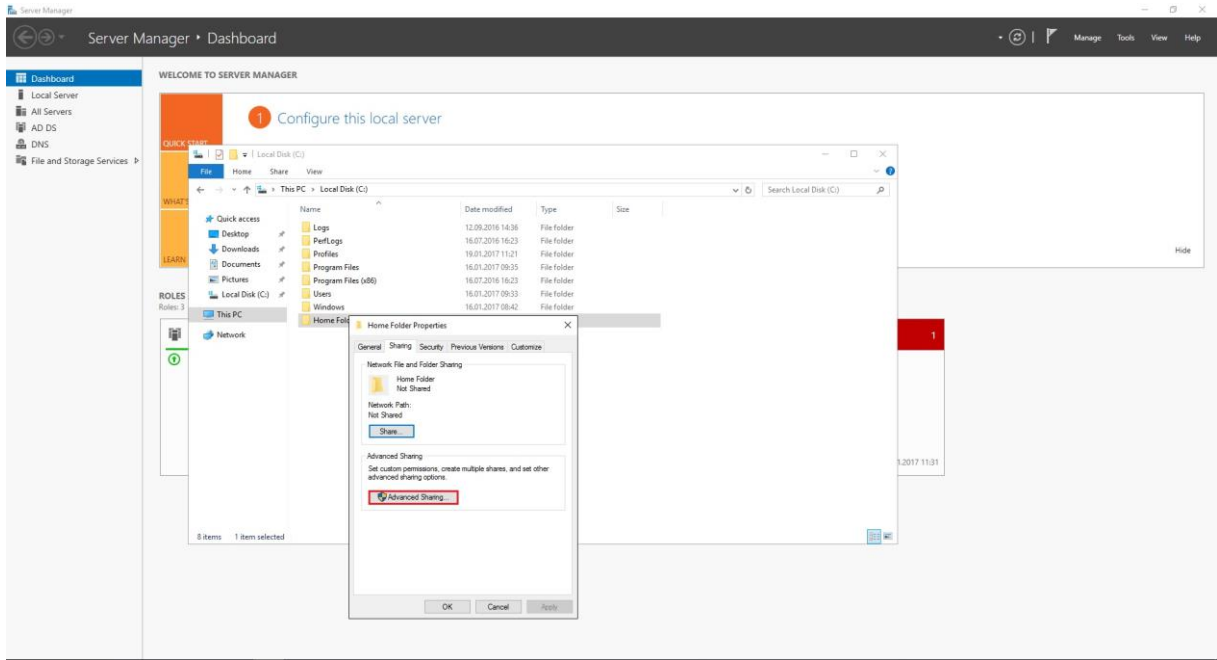 Server Manager
Server Manager • Dashboard
Manage Tools View Help
Dashboard
Local Server
All Servers
AD DS
DNS
File and Storage Services
WELCOME TO SERVER MANAGER
1 Configure this local server
QUICK START
WHAT'S
LEARN
Hide
ROLES
Roles: 3
1
.2017 11:31
Local Disk (C:)
File Home Share View
This PC > Local Disk (C:)
Search Local Disk (C:)
Quick access
Desktop
Downloads
Documents
Pictures
Local Disk (C:)
This PC
Network
Name Date modified Type Size
Logs 12.09.2016 14:36 File folder
PerfLogs 16.07.2016 16:23 File folder
Profiles 19.01.2017 11:21 File folder
Program Files 16.01.2017 09:35 File folder
Program Files (x86) 16.07.2016 16:23 File folder
Users 16.01.2017 09:33 File folder
Windows 16.01.2017 08:42 File folder
Home Fold
8 items 1 item selected
Home Folder Properties
General Sharing Security Previous Versions Customize
Network File and Folder Sharing
Home Folder
Not Shared
Network Path:
Not Shared
Share...
Advanced Sharing
Set custom permissions, create multiple shares, and set other
advanced sharing options.
Advanced Sharing...
OK Cancel Apply